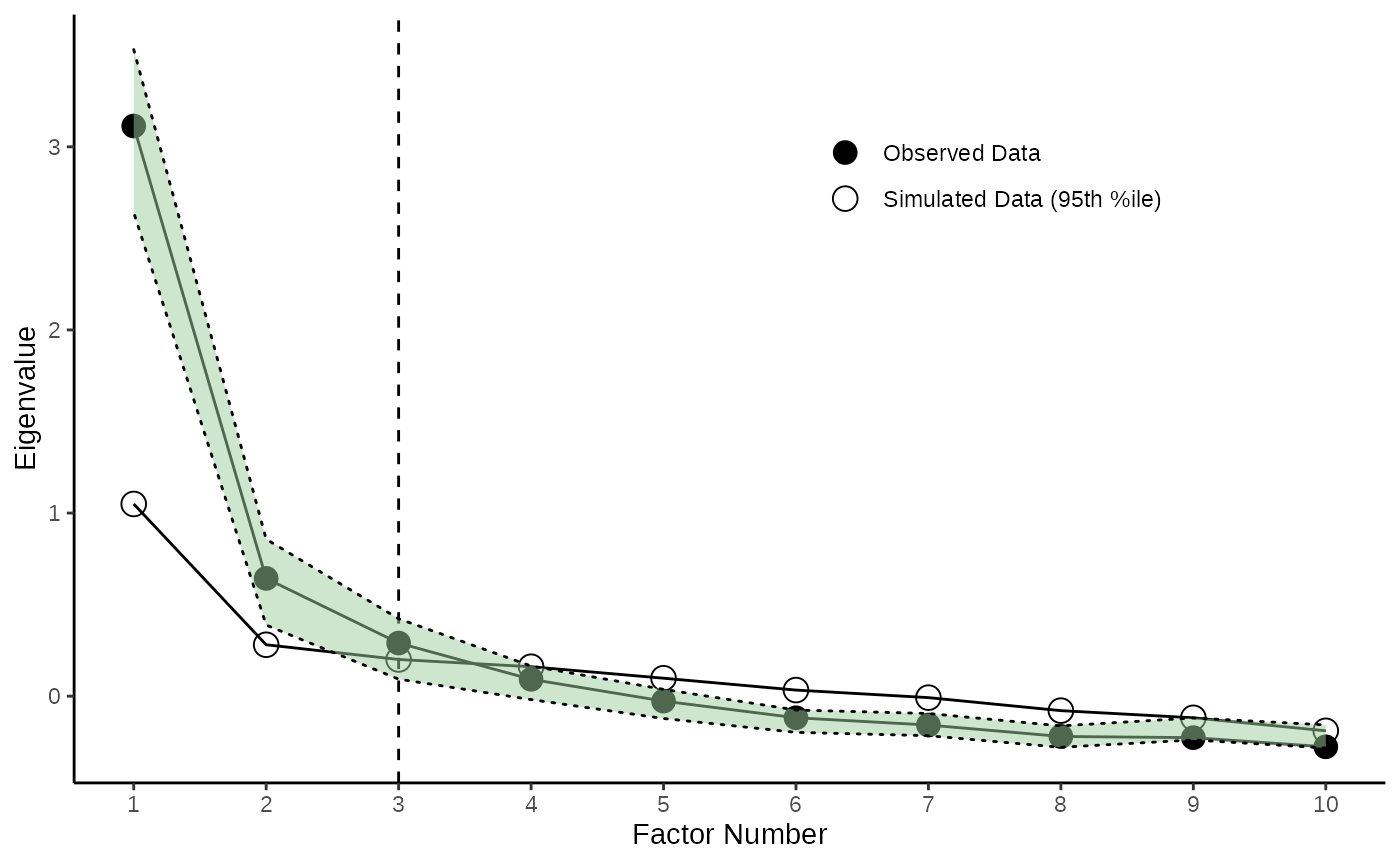 Eigenvalue
3
2
1
0
Observed Data
Simulated Data (95th %ile)
1 2 3 4 5 6 7 8 9 10
Factor Number